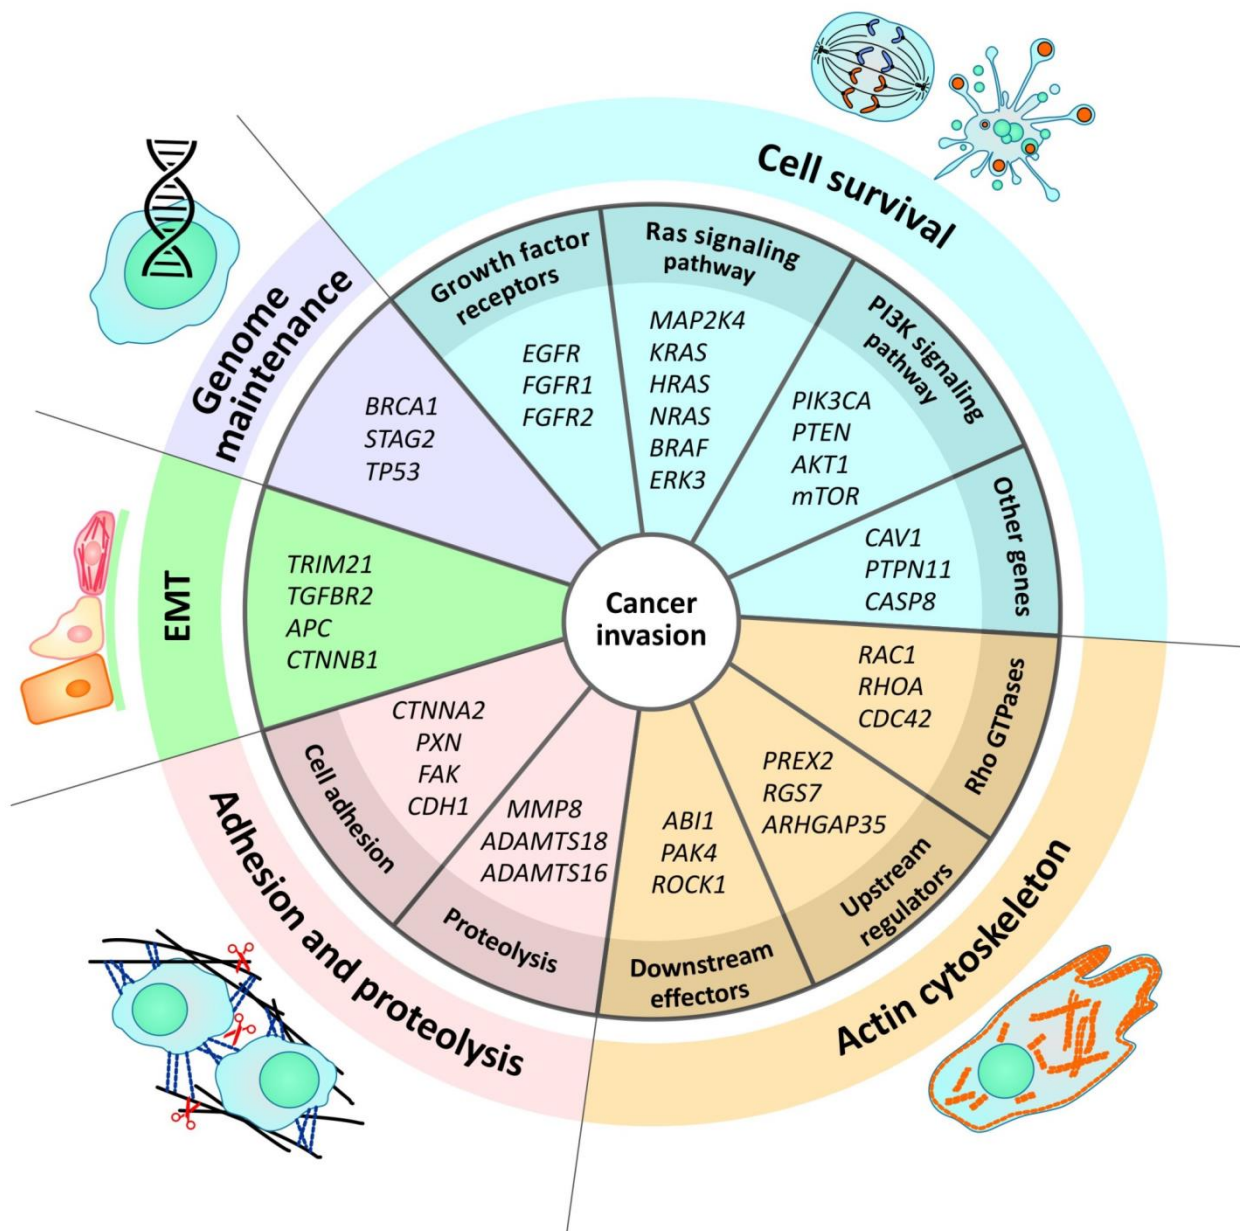 Cell survival
Growth factor
receptors
EGFR
FGFR1
FGFR2
Ras signaling
pathway
MAP2K4
KRAS
HRAS
NRAS
BRAF
ERK3
PI3K signaling
pathway
PIK3CA
PTEN
AKT1
mTOR
Other genes
CAV1
PTPN11
CASP8
Actin cytoskeleton
Rho GTPases
RAC1
RHOA
CDC42
Upstream
regulators
PREX2
RGS7
ARHGAP35
Downstream
effectors
ABI1
PAK4
ROCK1
Adhesion and proteolysis
Proteolysis
MMP8
ADAMTS18
ADAMTS16
Cell adhesion
CTNNA2
PXN
FAK
CDH1
EMT
TRIM21
TGFBR2
APC
CTNNB1
Genome
maintenance
BRCA1
STAG2
TP53
Cancer
invasion